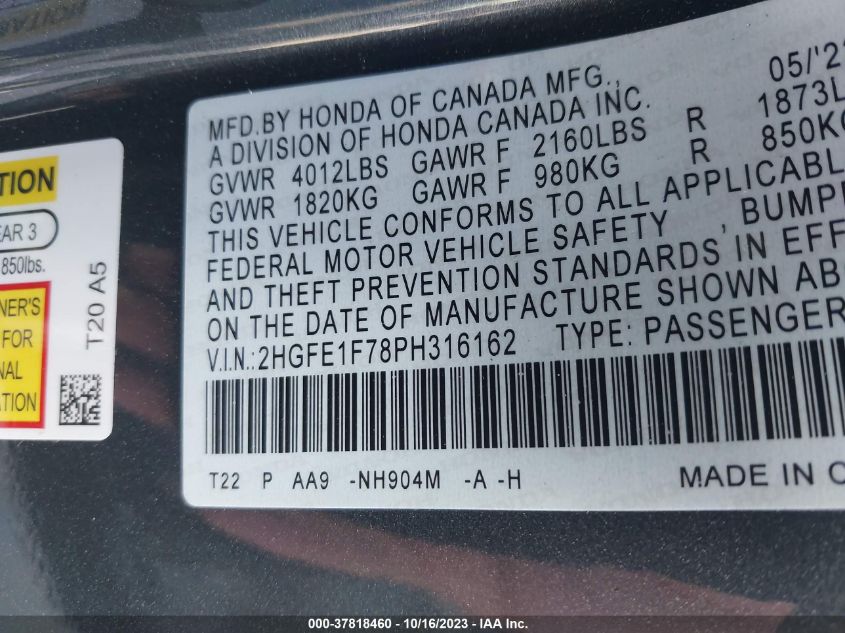 MFD.BY HONDA OF CANADA MFG., 05/'2
A DIVISION OF HONDA CANADA INC.
GVWR 4012LBS GAWR F 2160LBS R 1873L
GVWR 1820KG GAWR F 980KG R 850KG
THIS VEHICLE CONFORMS TO ALL APPLICABL
FEDERAL MOTOR VEHICLE SAFETY , BUMPE
AND THEFT PREVENTION STANDARDS IN EFF
ON THE DATE OF MANUFACTURE SHOWN ABO
V.I.N.:2HGFE1F78PH316162 TYPE: PASSENGER
T22 P AA9 -NH904M -A -H MADE IN C
TION
EAR 3
850lbs.
NER'S
FOR
NAL
ATION
T20 A5
000-37818460 - 10/16/2023 - IAA Inc.